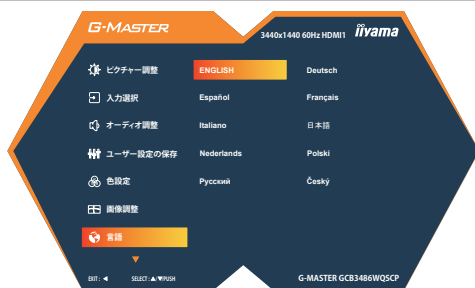 G-MASTER
3440x1440 60Hz HDMI1 iiyama
ピクチャー調整
ENGLISH
Deutsch
入力選択
Español
Français
オーディオ調整
Italiano
日本語
ユーザー設定の保存
Nederlands
Polski
色設定
Русский
Český
画像調整
言語
EXIT : ◀
SELECT : ▲/▼/PUSH
G-MASTER GCB3486WQSCP